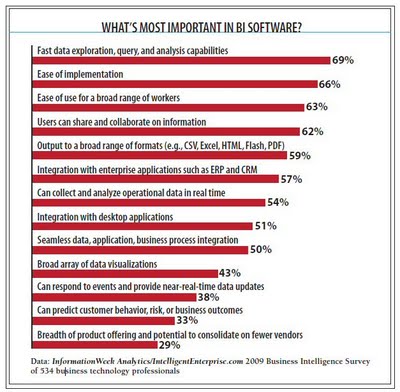 WHAT'S MOST IMPORTANT IN BI SOFTWARE?
Fast data exploration, query, and analysis capabilities
69%
Ease of implementation
66%
Ease of use for a broad range of workers
63%
Users can share and collaborate on information
62%
Output to a broad range of formats (e.g., CSV, Excel, HTML, Flash, PDF)
59%
Integration with enterprise applications such as ERP and CRM
57%
Can collect and analyze operational data in real time
54%
Integration with desktop applications
51%
Seamless data, application, business process integration
50%
Broad array of data visualizations
43%
Can respond to events and provide near-real-time data updates
38%
Can predict customer behavior, risk, or business outcomes
33%
Breadth of product offering and potential to consolidate on fewer vendors
29%
Data: InformationWeek Analytics/IntelligentEnterprise.com 2009 Business Intelligence Survey
of 534 business technology professionals